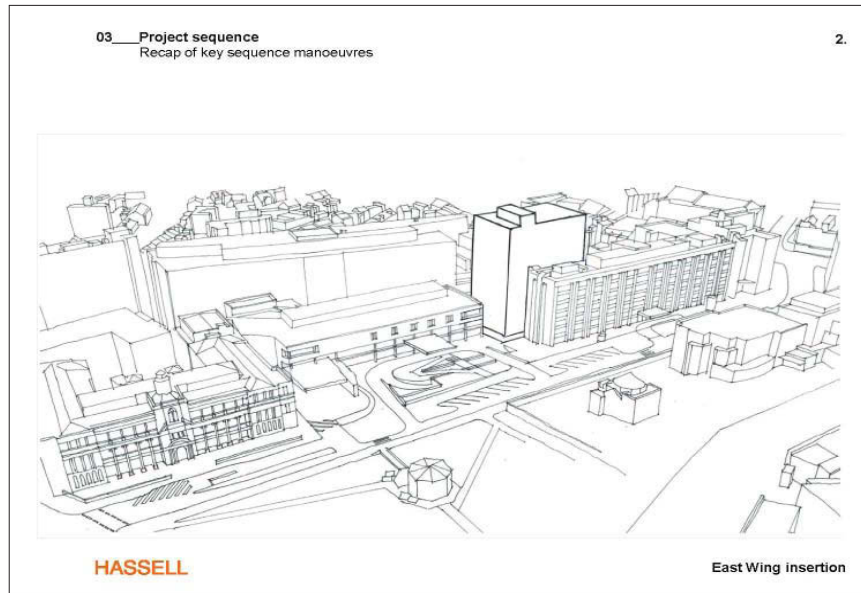 03___Project sequence
Recap of key sequence manoeuvres
2.
HASSELL
East Wing insertion